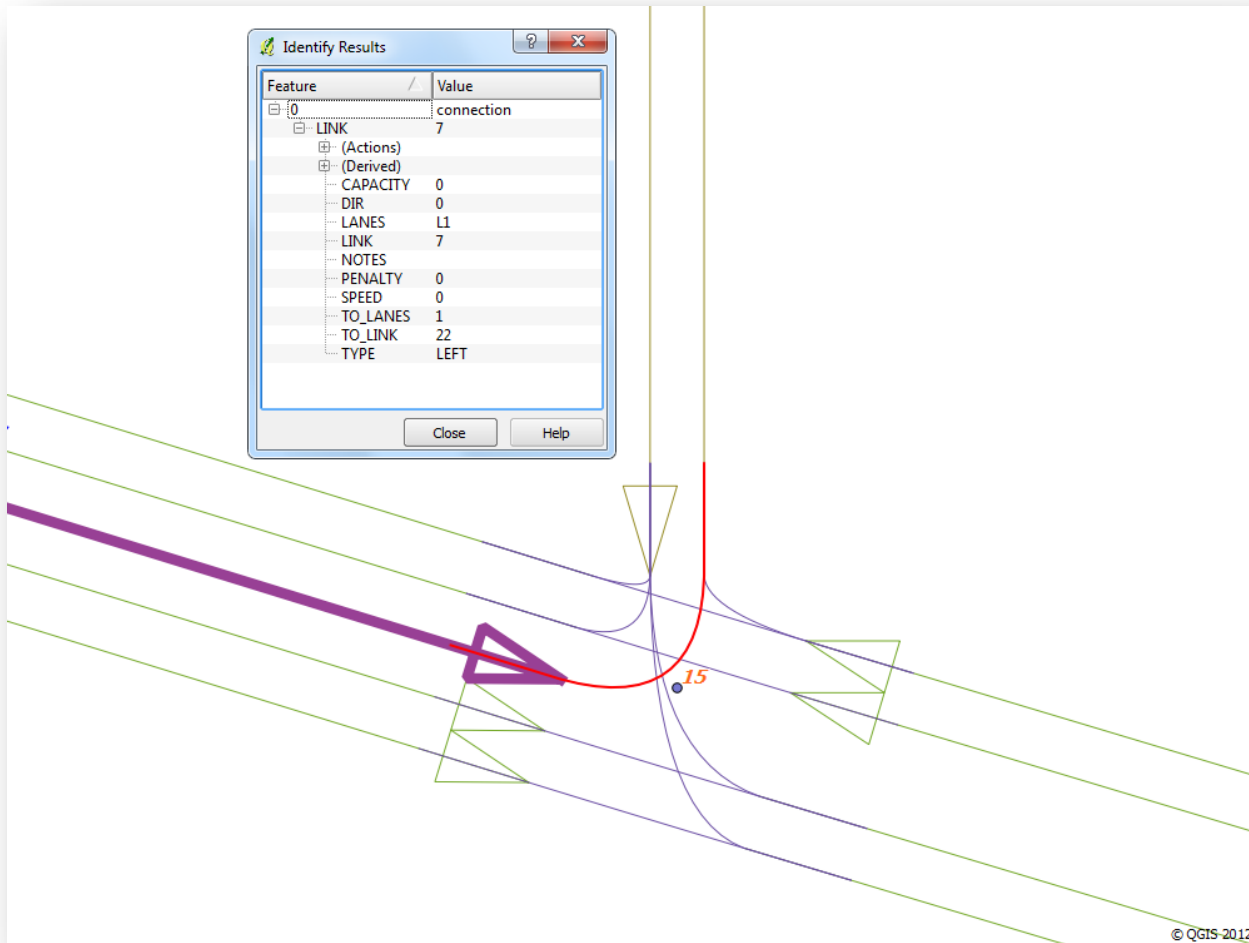 Identify Results
Feature Value
0 connection
LINK 7
(Actions)
(Derived)
CAPACITY 0
DIR 0
LANES L1
LINK 7
NOTES
PENALTY 0
SPEED 0
TO_LANES 1
TO_LINK 22
TYPE LEFT
Close Help
15
© QGIS 2012